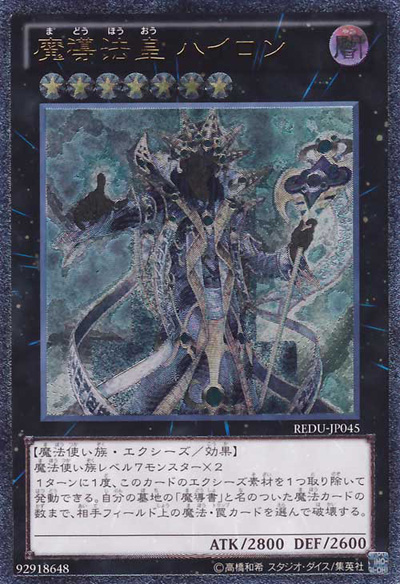 まどうほうおう
魔導法皇 ハイロン
闇
REDU-JP045
【魔法使い族・エクシーズ／効果】
魔法使い族レベル7モンスター×2
1ターンに1度、このカードのエクシーズ素材を1つ取り除いて
発動できる。自分の墓地の「魔導書」と名のついた魔法カードの
数まで、相手フィールド上の魔法・罠カードを選んで破壊する。
ATK/2800 DEF/2600
92918648
©高橋和希 スタジオ・ダイス/集英社